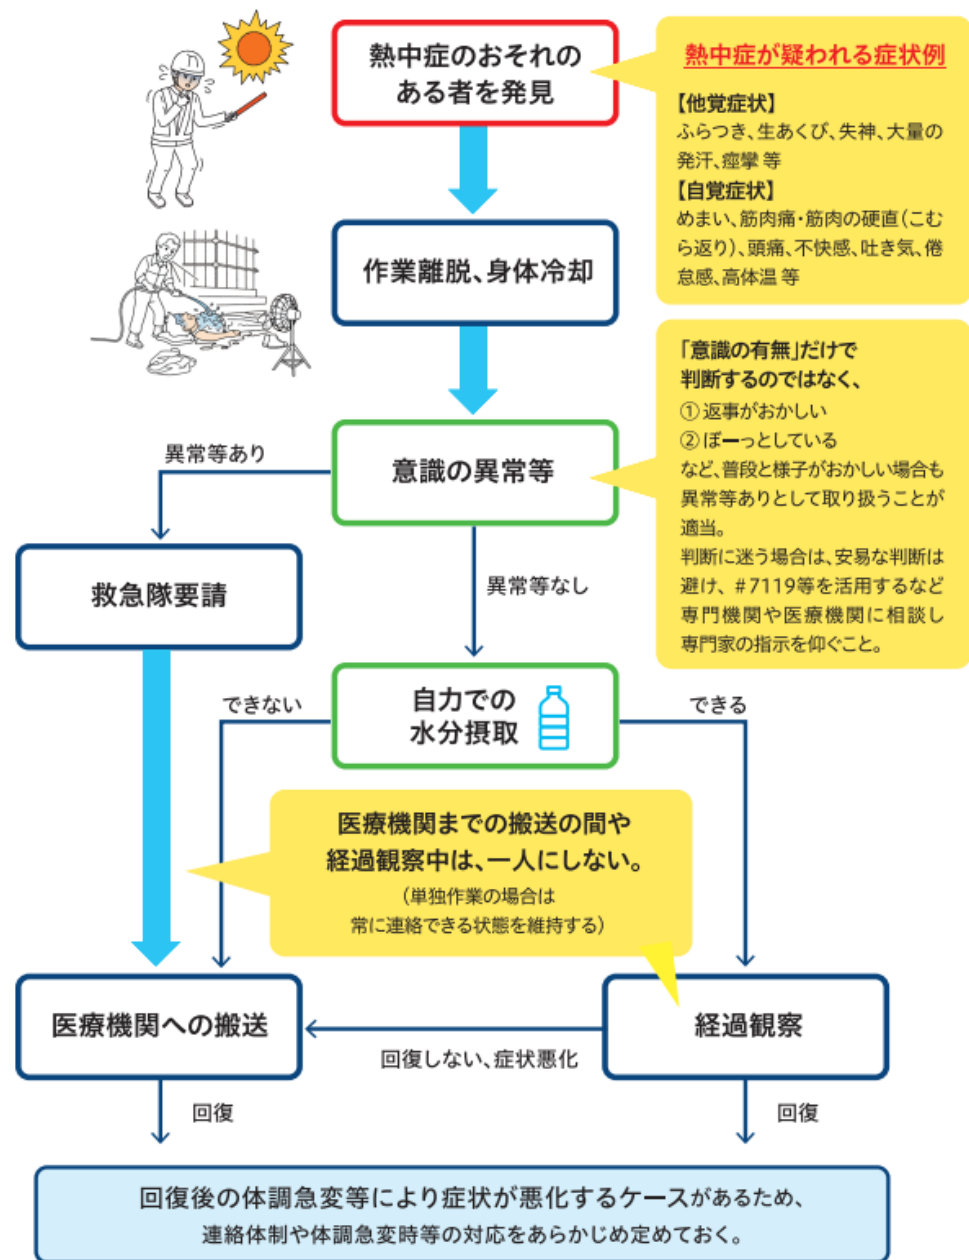 熱中症のおそれの
ある者を発見
熱中症が疑われる症状例
【他覚症状】
ふらつき、生あくび、失神、大量の
発汗、痙攣 等
【自覚症状】
めまい、筋肉痛・筋肉の硬直(こむ
ら返り)、頭痛、不快感、吐き気、倦
怠感、高体温 等
作業離脱、身体冷却
「意識の有無」だけで
判断するのではなく、
① 返事がおかしい
② ぼーっとしている
など、普段と様子がおかしい場合も
異常等ありとして取り扱うことが
適当。
判断に迷う場合は、安易な判断は
避け、#7119等を活用するなど
専門機関や医療機関に相談し
専門家の指示を仰ぐこと。
意識の異常等
異常等あり
異常等なし
救急隊要請
自力での
水分摂取
できない
できる
医療機関までの搬送の間や
経過観察中は、一人にしない。
(単独作業の場合は
常に連絡できる状態を維持する)
医療機関への搬送
経過観察
回復しない、症状悪化
回復
回復
回復後の体調急変等により症状が悪化するケースがあるため、
連絡体制や体調急変時等の対応をあらかじめ定めておく。